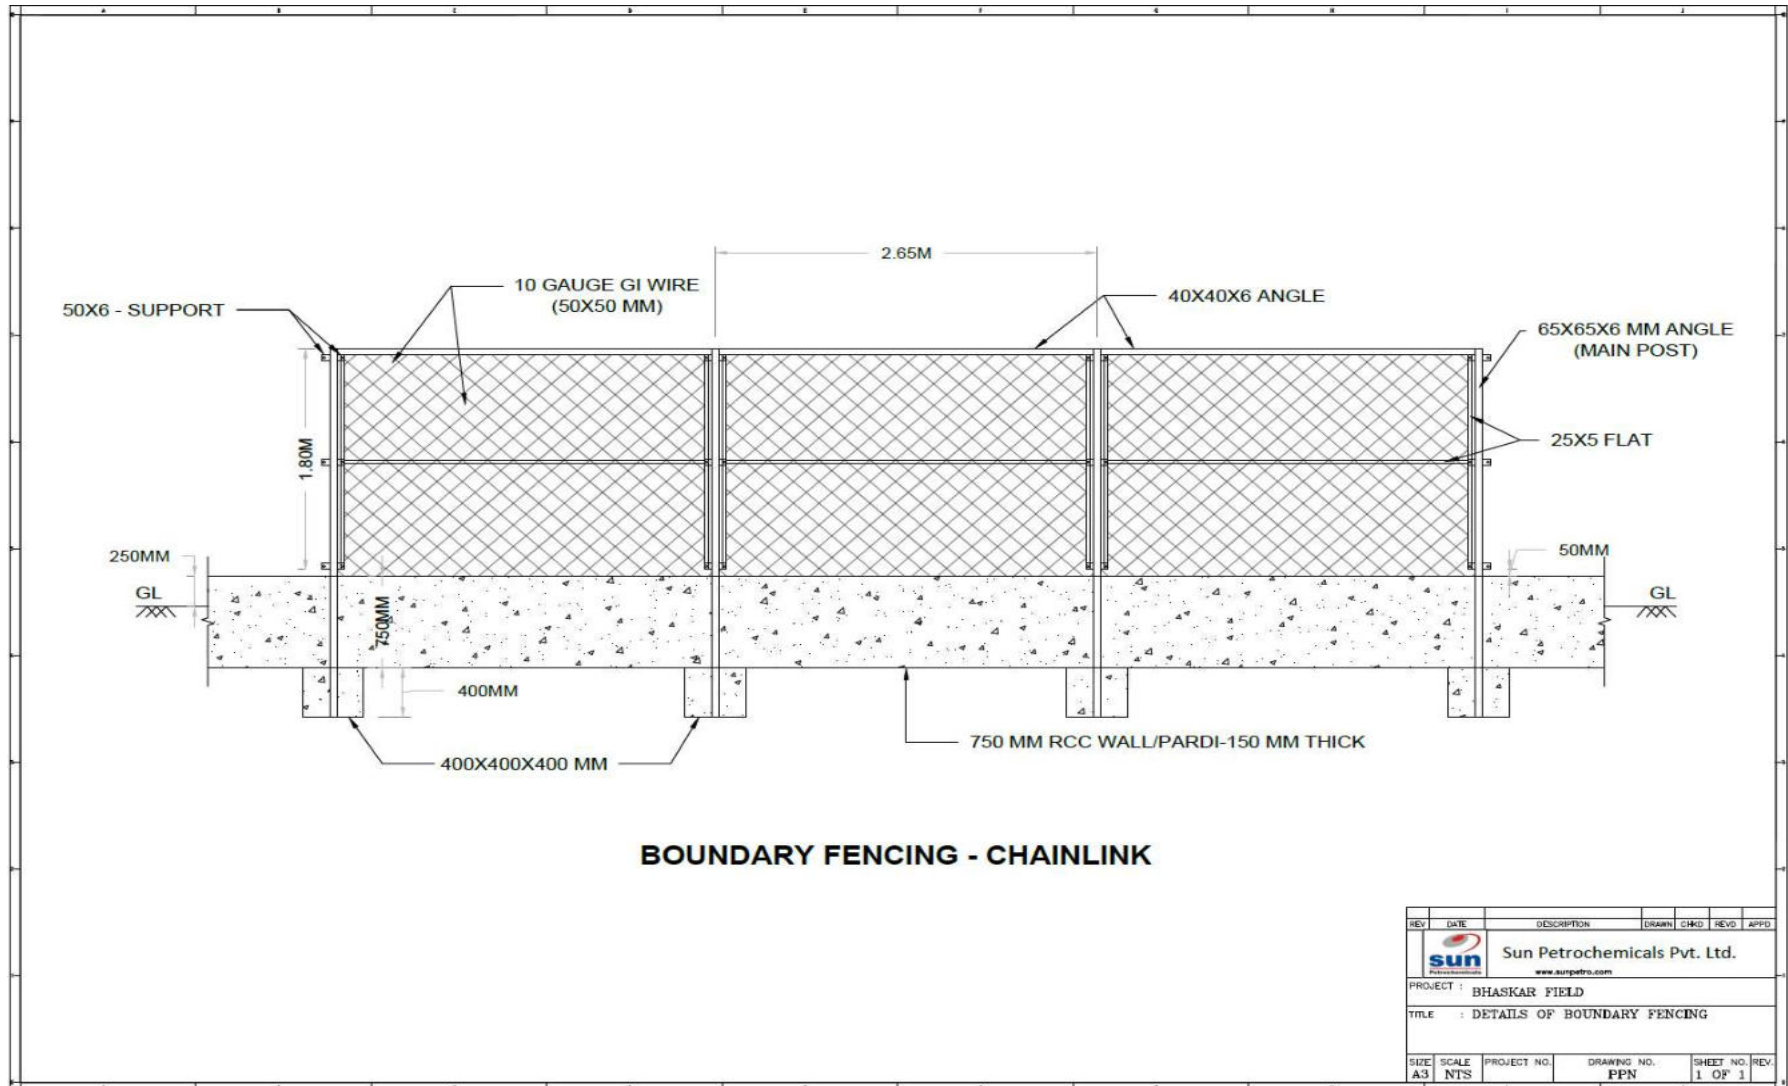 2.65M
10 GAUGE GI WIRE
(50X50 MM)
50X6 - SUPPORT
40X40X6 ANGLE
65X65X6 MM ANGLE
(MAIN POST)
25X5 FLAT
1.80M
250MM
50MM
GL
GL
750MM
400MM
750 MM RCC WALL/PARDI-150 MM THICK
400X400X400 MM
BOUNDARY FENCING - CHAINLINK
REV DATE DESCRIPTION DRAWN CHKD REVD APPD
sun
Petrochemicals
Sun Petrochemicals Pvt. Ltd.
www.sunpetro.com
PROJECT : BHASKAR FIELD
TITLE : DETAILS OF BOUNDARY FENCING
SIZE SCALE PROJECT NO. DRAWING NO. SHEET NO. REV.
A3 NTS PPN 1 OF 1